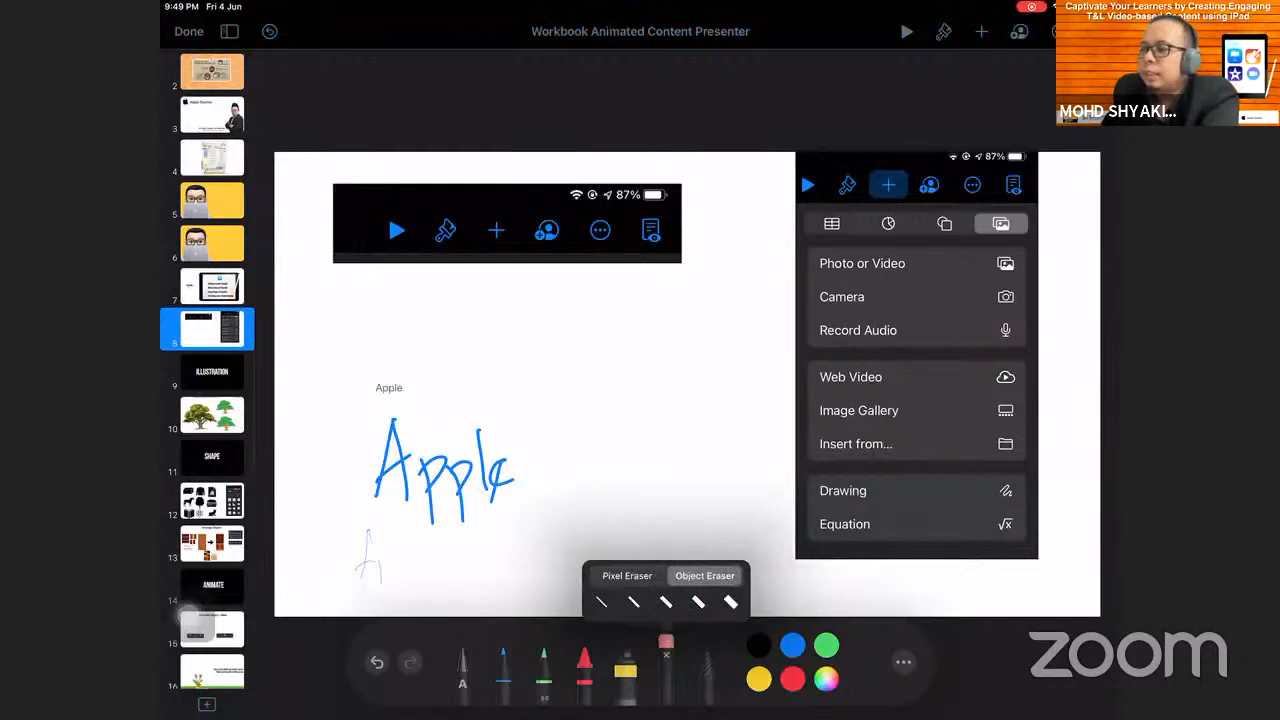 9:49 PM Fri 4 Jun
Captivate Your Learners by Creating Engaging
T&L Video-based Content using iPad
Done
Workbook Animated Content Presenter
MOHD SHYAKI...
2
3
Apple Teacher
4
5
6
7
8
9
ILLUSTRATION
10
11
SHAPE
12
13
14
ANIMATE
15
16
87%
87%
Photo or Video
Camera
Record Audio
Web Video
Image Gallery
Insert from...
Drawing
Equation
√x
Apple
Apple
A
Pixel Eraser
Object Eraser
A
zoom